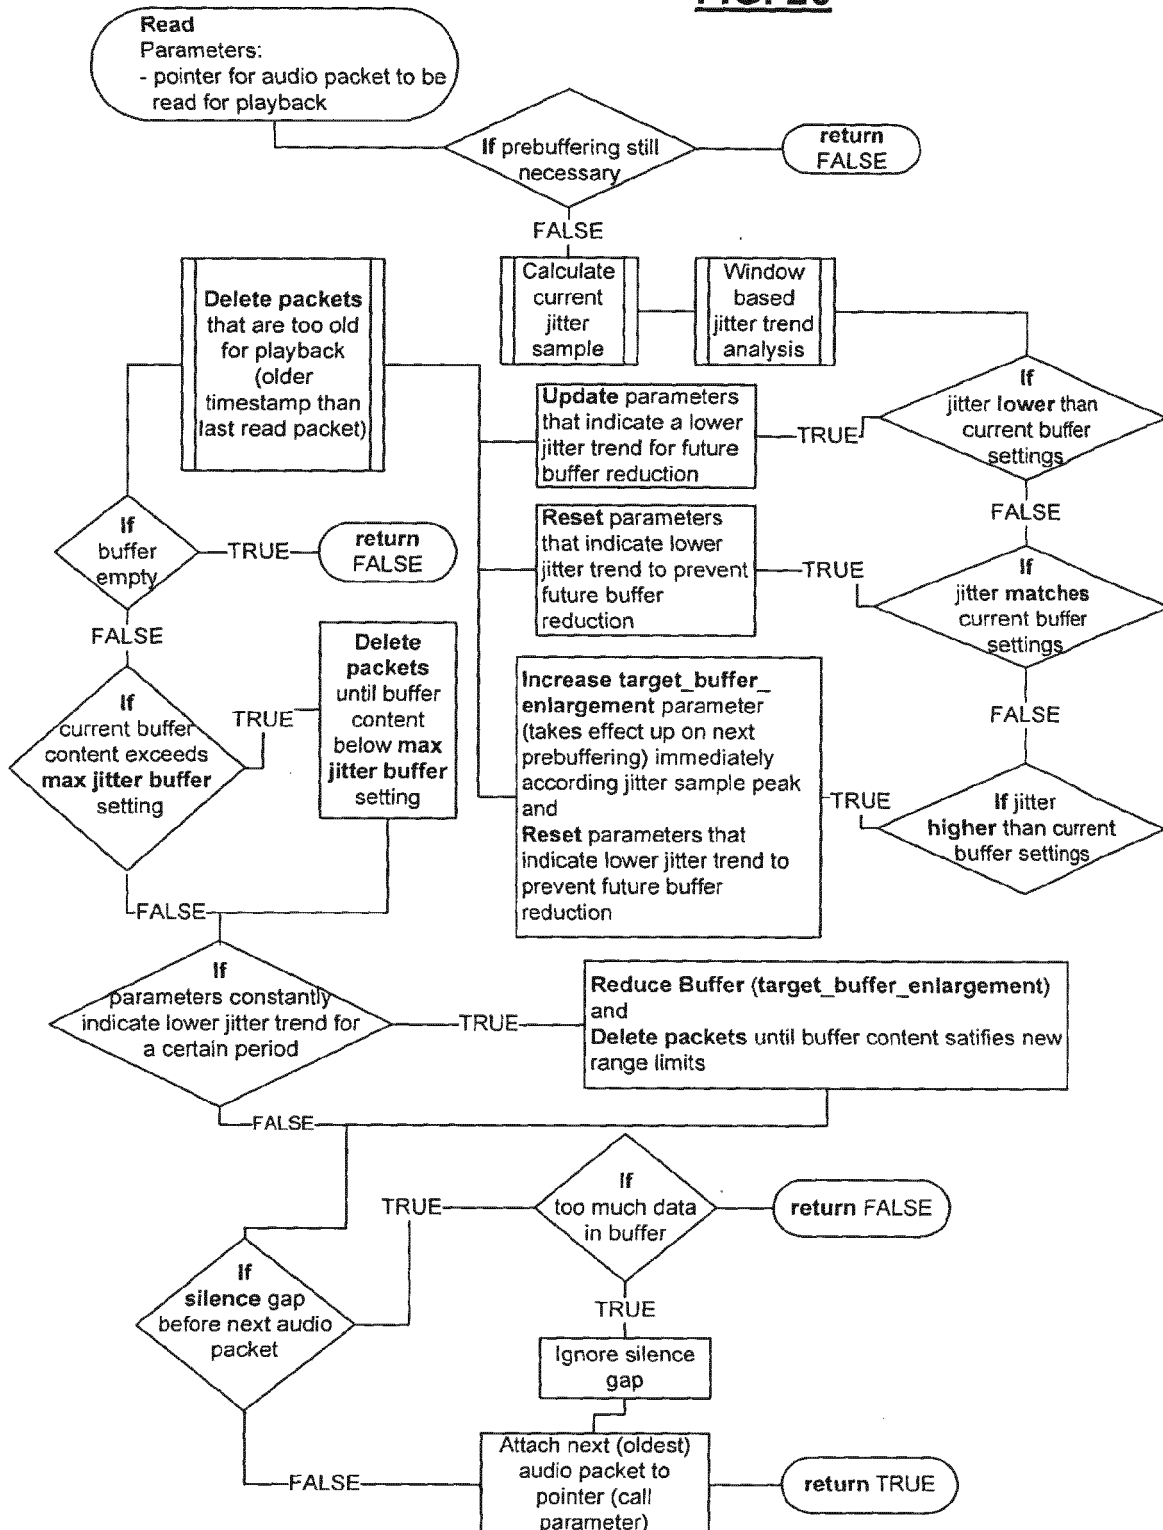 Read
Parameters:
- pointer for audio packet to be
read for playback
If prebuffering still
necessary
return
FALSE
FALSE
Calculate
current
jitter
sample
Window
based
jitter trend
analysis
Delete packets
that are too old
for playback
(older
timestamp than
last read packet)
If
jitter lower than
current buffer
settings
TRUE
Update parameters
that indicate a lower
jitter trend for future
buffer reduction
FALSE
If
jitter matches
current buffer
settings
TRUE
Reset parameters
that indicate lower
jitter trend to prevent
future buffer
reduction
FALSE
If jitter
higher than current
buffer settings
TRUE
Increase target_buffer_
enlargement parameter
(takes effect up on next
prebuffering) immediately
according jitter sample peak
and
Reset parameters that
indicate lower jitter trend to
prevent future buffer
reduction
If
buffer
empty
TRUE
return
FALSE
FALSE
If
current buffer
content exceeds
max jitter buffer
setting
TRUE
Delete
packets
until buffer
content
below max
jitter buffer
setting
FALSE
If
parameters constantly
indicate lower jitter trend for
a certain period
TRUE
Reduce Buffer (target_buffer_enlargement)
and
Delete packets until buffer content satifies new
range limits
FALSE
If
silence gap
before next audio
packet
TRUE
If
too much data
in buffer
return FALSE
TRUE
Ignore silence
gap
FALSE
Attach next (oldest)
audio packet to
pointer (call
parameter)
return TRUE